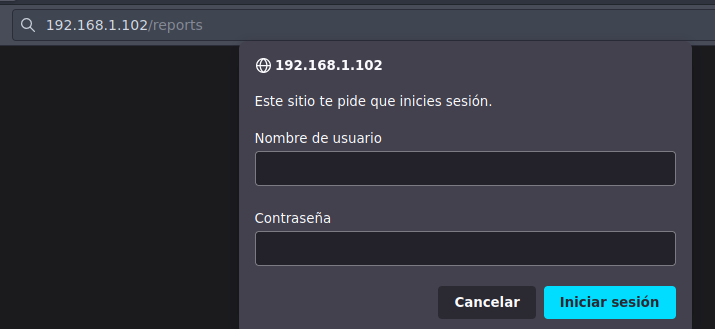 192.168.1.102/reports
192.168.1.102
Este sitio te pide que inicies sesión.
Nombre de usuario
Contraseña
Cancelar
Iniciar sesión